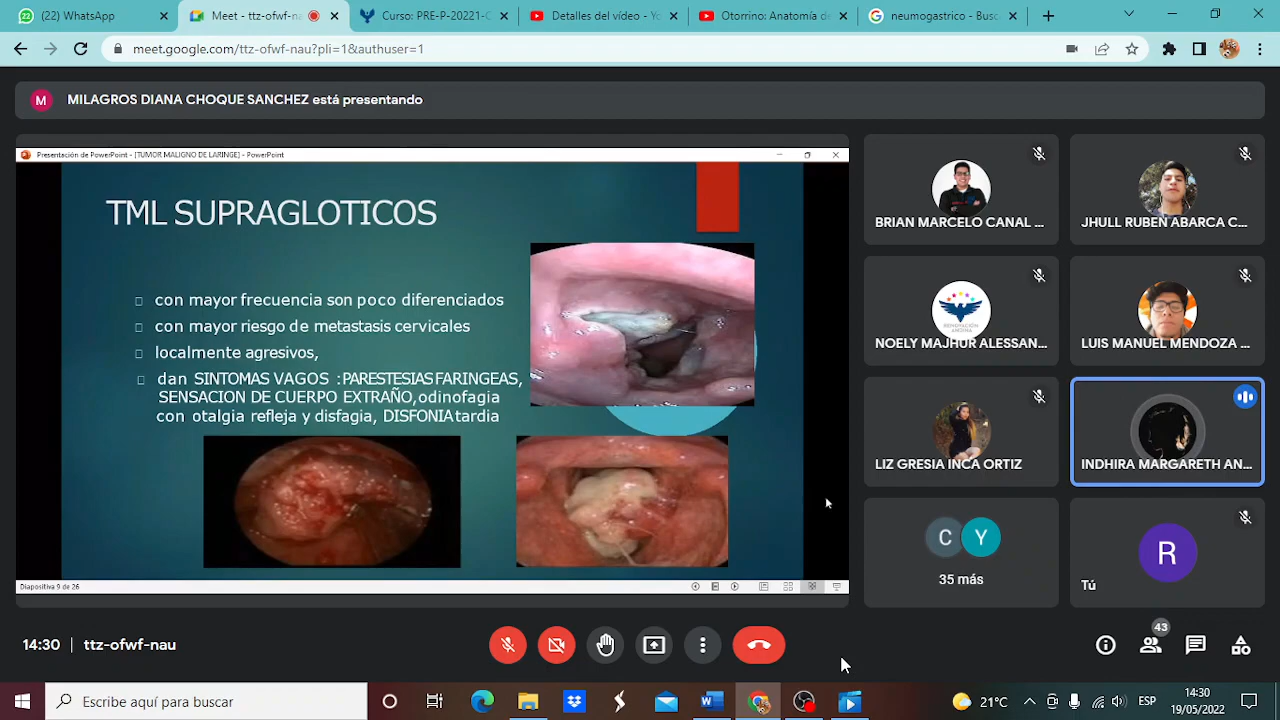 (22) WhatsApp
Meet - ttz-ofwf-na
Curso: PRE-P-20221-C
Detalles del vídeo - Yo
Otorrino: Anatomía de
neumogastrico - Busc
meet.google.com/ttz-ofwf-nau?pli=1&authuser=1
M
MILAGROS DIANA CHOQUE SANCHEZ está presentando
Presentación de PowerPoint - [TUMOR MALIGNO DE LARINGE] - PowerPoint
TML SUPRAGLOTICOS
con mayor frecuencia son poco diferenciados
con mayor riesgo de metastasis cervicales
localmente agresivos,
dan SINTOMAS VAGOS :PARESTESIAS FARINGEAS,
SENSACION DE CUERPO EXTRAÑO,odinofagia
con otalgia refleja y disfagia, DISFONIA tardia
Diapositiva 9 de 26
BRIAN MARCELO CANAL ...
JHULL RUBEN ABARCA C...
RENOVACIÓN
ANDINA
NOELY MAJHUR ALESSAN...
LUIS MANUEL MENDOZA ...
LIZ GRESIA INCA ORTIZ
INDHIRA MARGARETH AN...
C Y
35 más
R
Tú
14:30 | ttz-ofwf-nau
43
Escribe aquí para buscar
22
21°C
ESP
14:30
19/05/2022